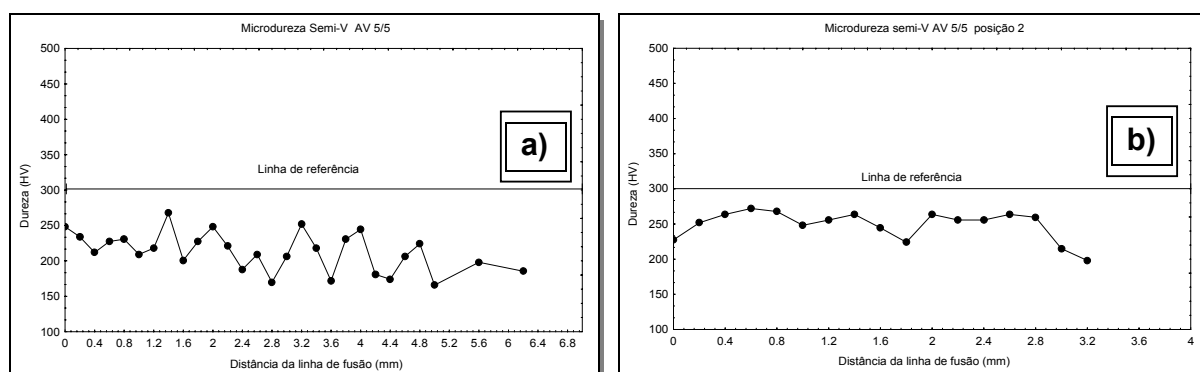 Microdureza Semi-V AV 5/5
500
450
400
350
300
250
200
150
100
Dureza (HV)
a)
Linha de referência
0 0.4 0.8 1.2 1.6 2 2.4 2.8 3.2 3.6 4 4.4 4.8 5.2 5.6 6 6.4 6.8
Distância da linha de fusão (mm)
Microdureza semi-V AV 5/5 posição 2
500
450
400
350
300
250
200
150
100
Dureza (HV)
b)
Linha de referência
0 0.4 0.8 1.2 1.6 2 2.4 2.8 3.2 3.6 4
Distância da linha de fusão (mm)